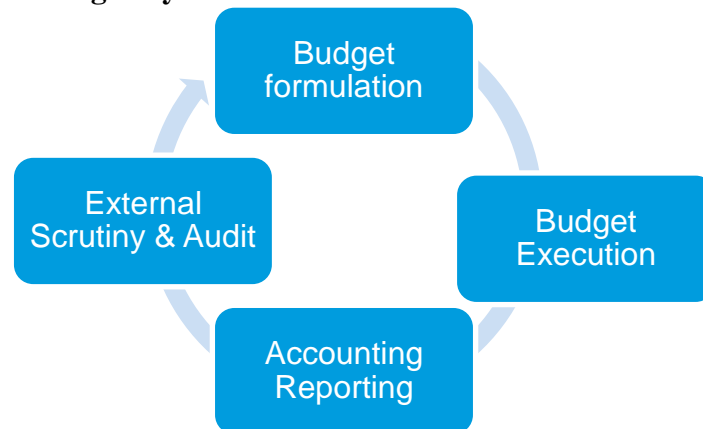 Budget
formulation
External
Scrutiny & Audit
Budget
Execution
Accounting
Reporting